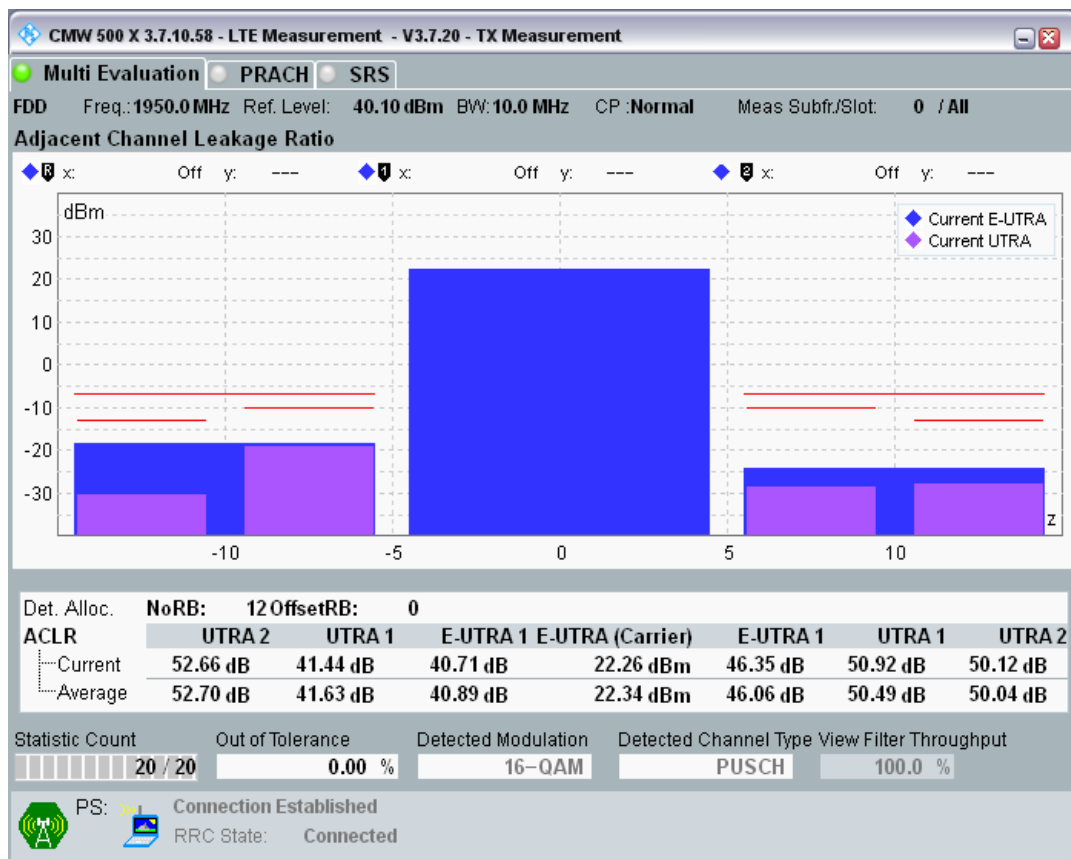 CMW 500 X 3.7.10.58 - LTE Measurement - V3.7.20 - TX Measurement
Multi Evaluation PRACH SRS
FDD Freq.:1950.0 MHz Ref. Level: 40.10 dBm BW: 10.0 MHz CP :Normal Meas Subfr./Slot: 0 / All
Adjacent Channel Leakage Ratio
R x: Off y: --- 1 x: Off y: --- 2 x: Off y: ---
dBm
Current E-UTRA
Current UTRA
30
20
10
0
-10
-20
-30
z
-10 -5 0 5 10
Det. Alloc. NoRB: 12 OffsetRB: 0
ACLR UTRA 2 UTRA 1 E-UTRA 1 E-UTRA (Carrier) E-UTRA 1 UTRA 1 UTRA 2
Current 52.66 dB 41.44 dB 40.71 dB 22.26 dBm 46.35 dB 50.92 dB 50.12 dB
Average 52.70 dB 41.63 dB 40.89 dB 22.34 dBm 46.06 dB 50.49 dB 50.04 dB
Statistic Count Out of Tolerance Detected Modulation Detected Channel Type View Filter Throughput
20 / 20 0.00 % 16-QAM PUSCH 100.0 %
PS: Connection Established
RRC State: Connected